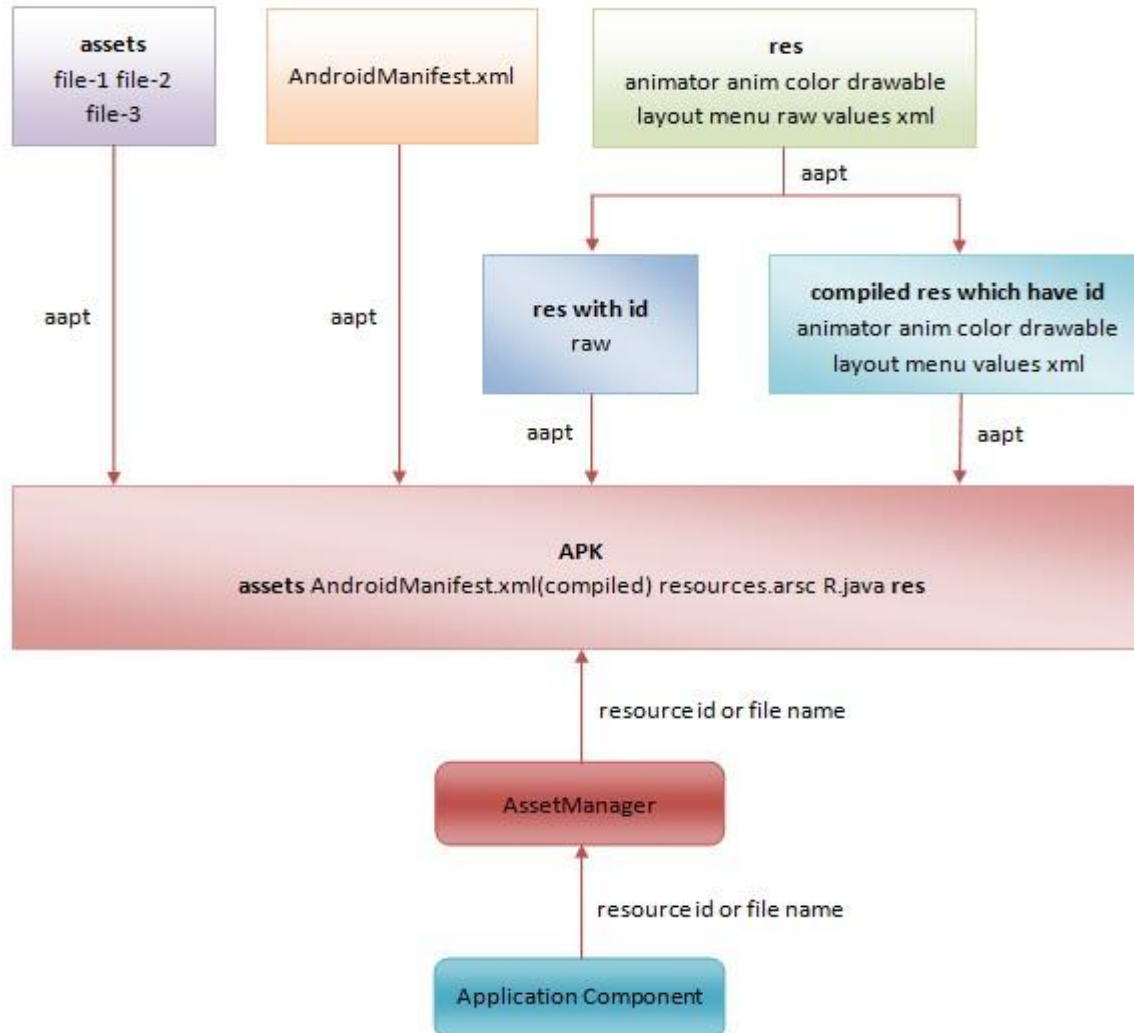 assets
file-1 file-2
file-3
AndroidManifest.xml
res
animator anim color drawable
layout menu raw values xml
aapt
aapt
aapt
res with id
raw
compiled res which have id
animator anim color drawable
layout menu values xml
aapt
aapt
APK
assets AndroidManifest.xml(compiled) resources.arsc R.java res
resource id or file name
AssetManager
resource id or file name
Application Component